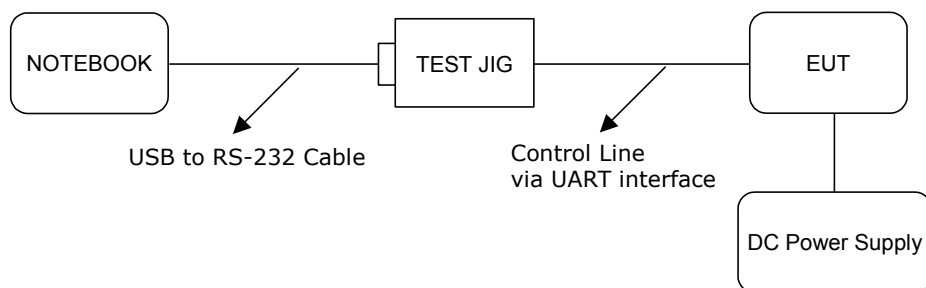 NOTEBOOK
TEST JIG
EUT
USB to RS-232 Cable
Control Line
via UART interface
DC Power Supply